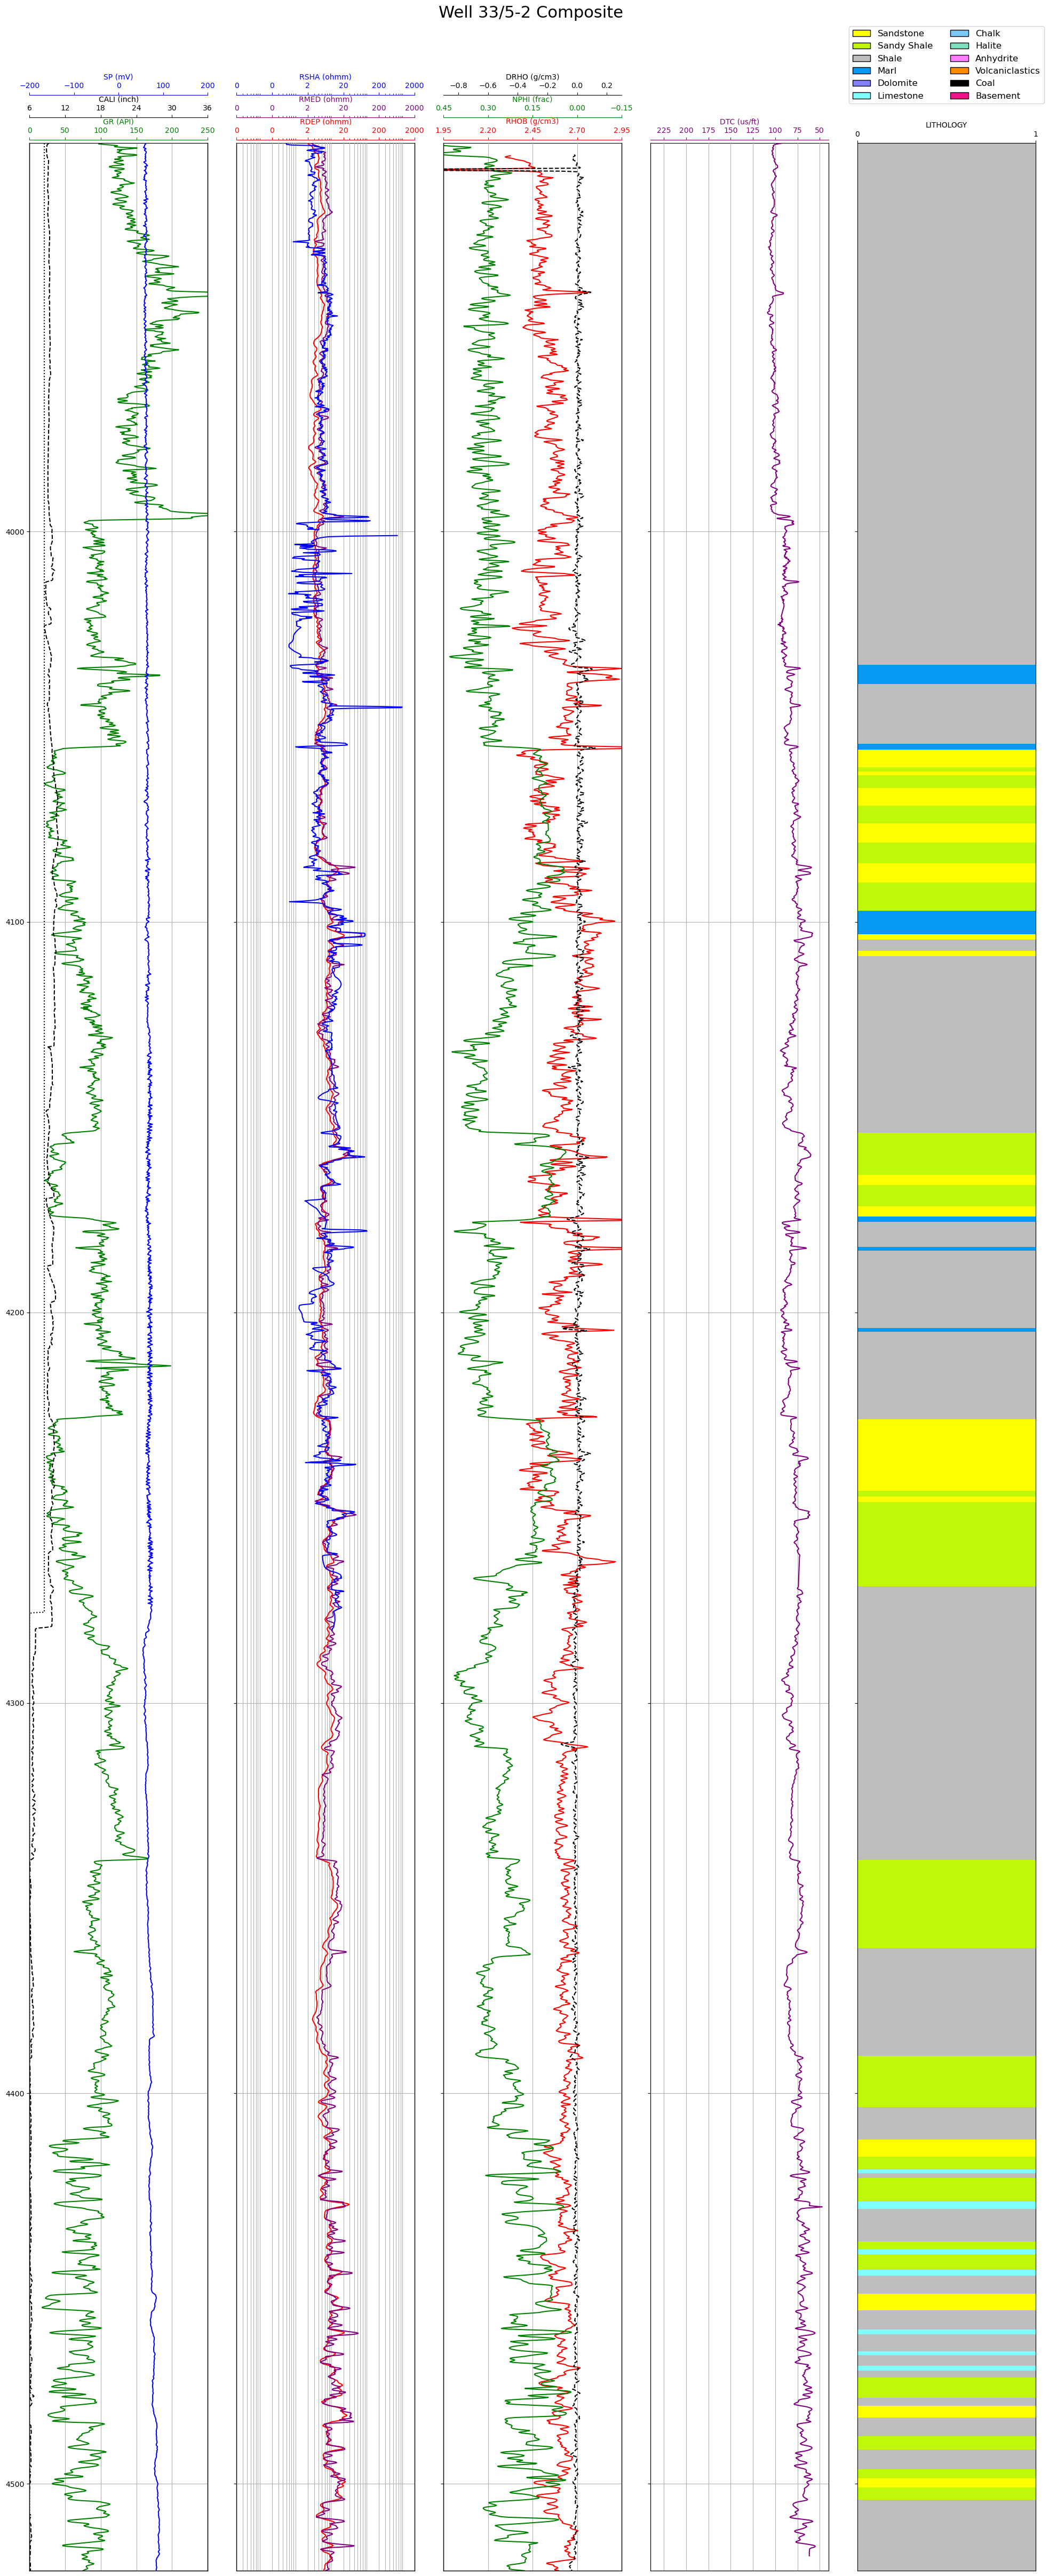 Well 33/5-2 Composite
Sandstone Chalk
Sandy Shale Halite
Shale Anhydrite
Marl Volcaniclastics
Dolomite Coal
Limestone Basement
SP (mV) RSHA (ohmm) DRHO (g/cm3)
−200 −100 0 100 200 0 0 2 20 200 2000 −0.8 −0.6 −0.4 −0.2 0.0 0.2
CALI (inch) RMED (ohmm) NPHI (frac)
6 12 18 24 30 36 0 0 2 20 200 2000 0.45 0.30 0.15 0.00 −0.15
GR (API) RDEP (ohmm) RHOB (g/cm3) DTC (us/ft) LITHOLOGY
0 50 100 150 200 250 0 0 2 20 200 2000 1.95 2.20 2.45 2.70 2.95 225 200 175 150 125 100 75 50 0 1
4000
4100
4200
4300
4400
4500